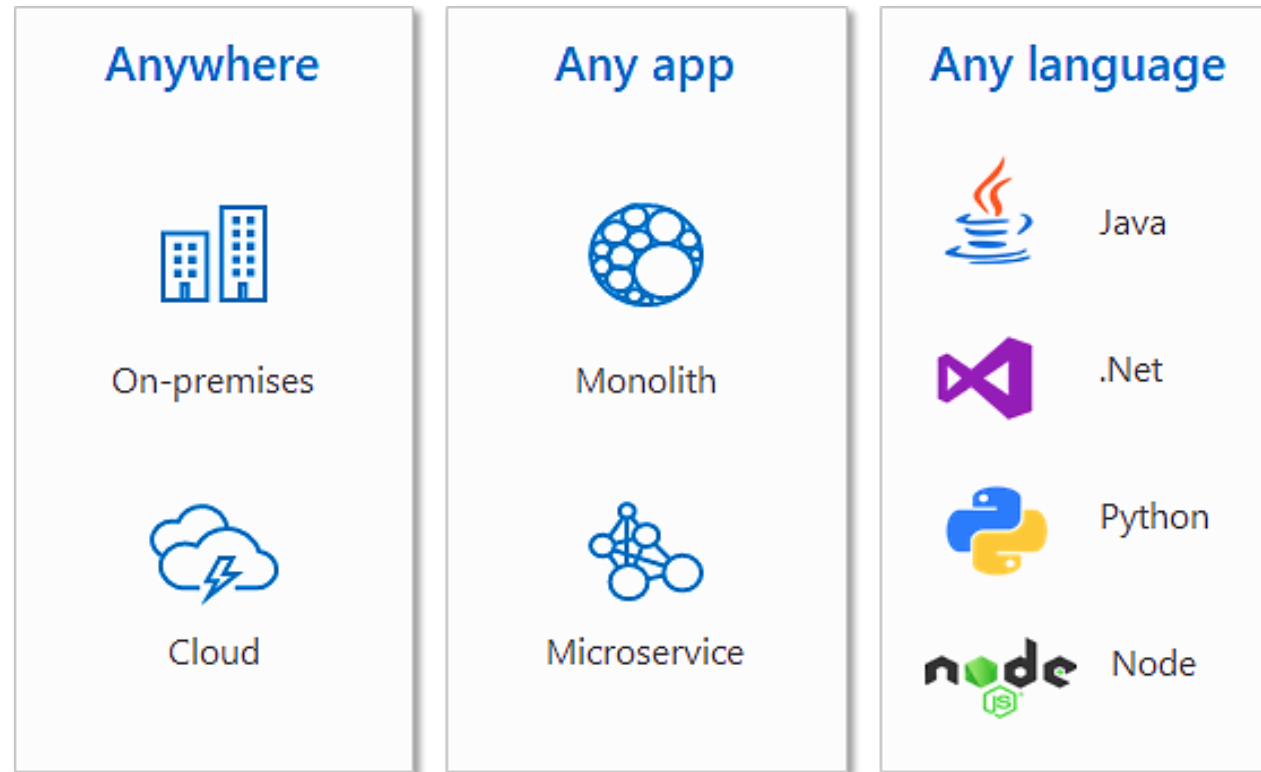 Anywhere
On-premises
Cloud
Any app
Monolith
Microservice
Any language
Java
.Net
Python
node
JS
Node